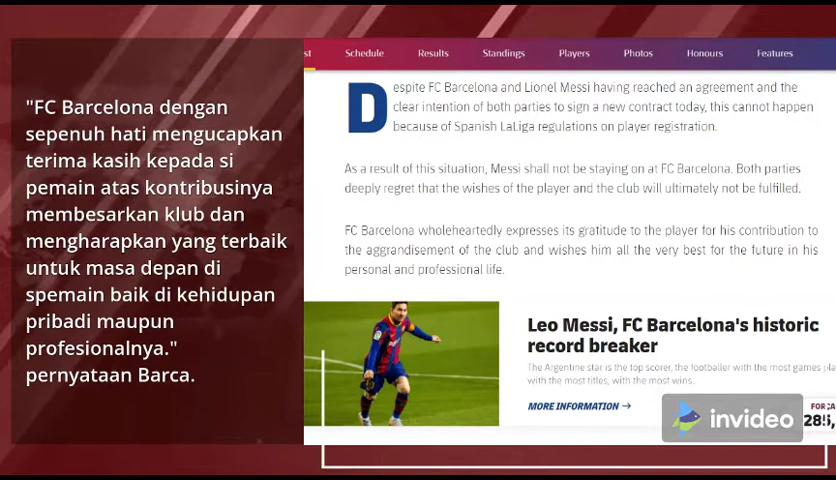 "FC Barcelona dengan
sepenuh hati mengucapkan
terima kasih kepada si
pemain atas kontribusinya
membesarkan klub dan
mengharapkan yang terbaik
untuk masa depan di
spemain baik di kehidupan
pribadi maupun
profesionalnya."
pernyataan Barca.
st Schedule Results Standings Players Photos Honours Features
Despite FC Barcelona and Lionel Messi having reached an agreement and the
clear intention of both parties to sign a new contract today, this cannot happen
because of Spanish LaLiga regulations on player registration.
As a result of this situation, Messi shall not be staying on at FC Barcelona. Both parties
deeply regret that the wishes of the player and the club will ultimately not be fulfilled.
FC Barcelona wholeheartedly expresses its gratitude to the player for his contribution to
the aggrandisement of the club and wishes him all the very best for the future in his
personal and professional life.
Leo Messi, FC Barcelona's historic
record breaker
The Argentine star is the top scorer, the footballer with the most games
with the most titles, with the most wins.
MORE INFORMATION →
invideo